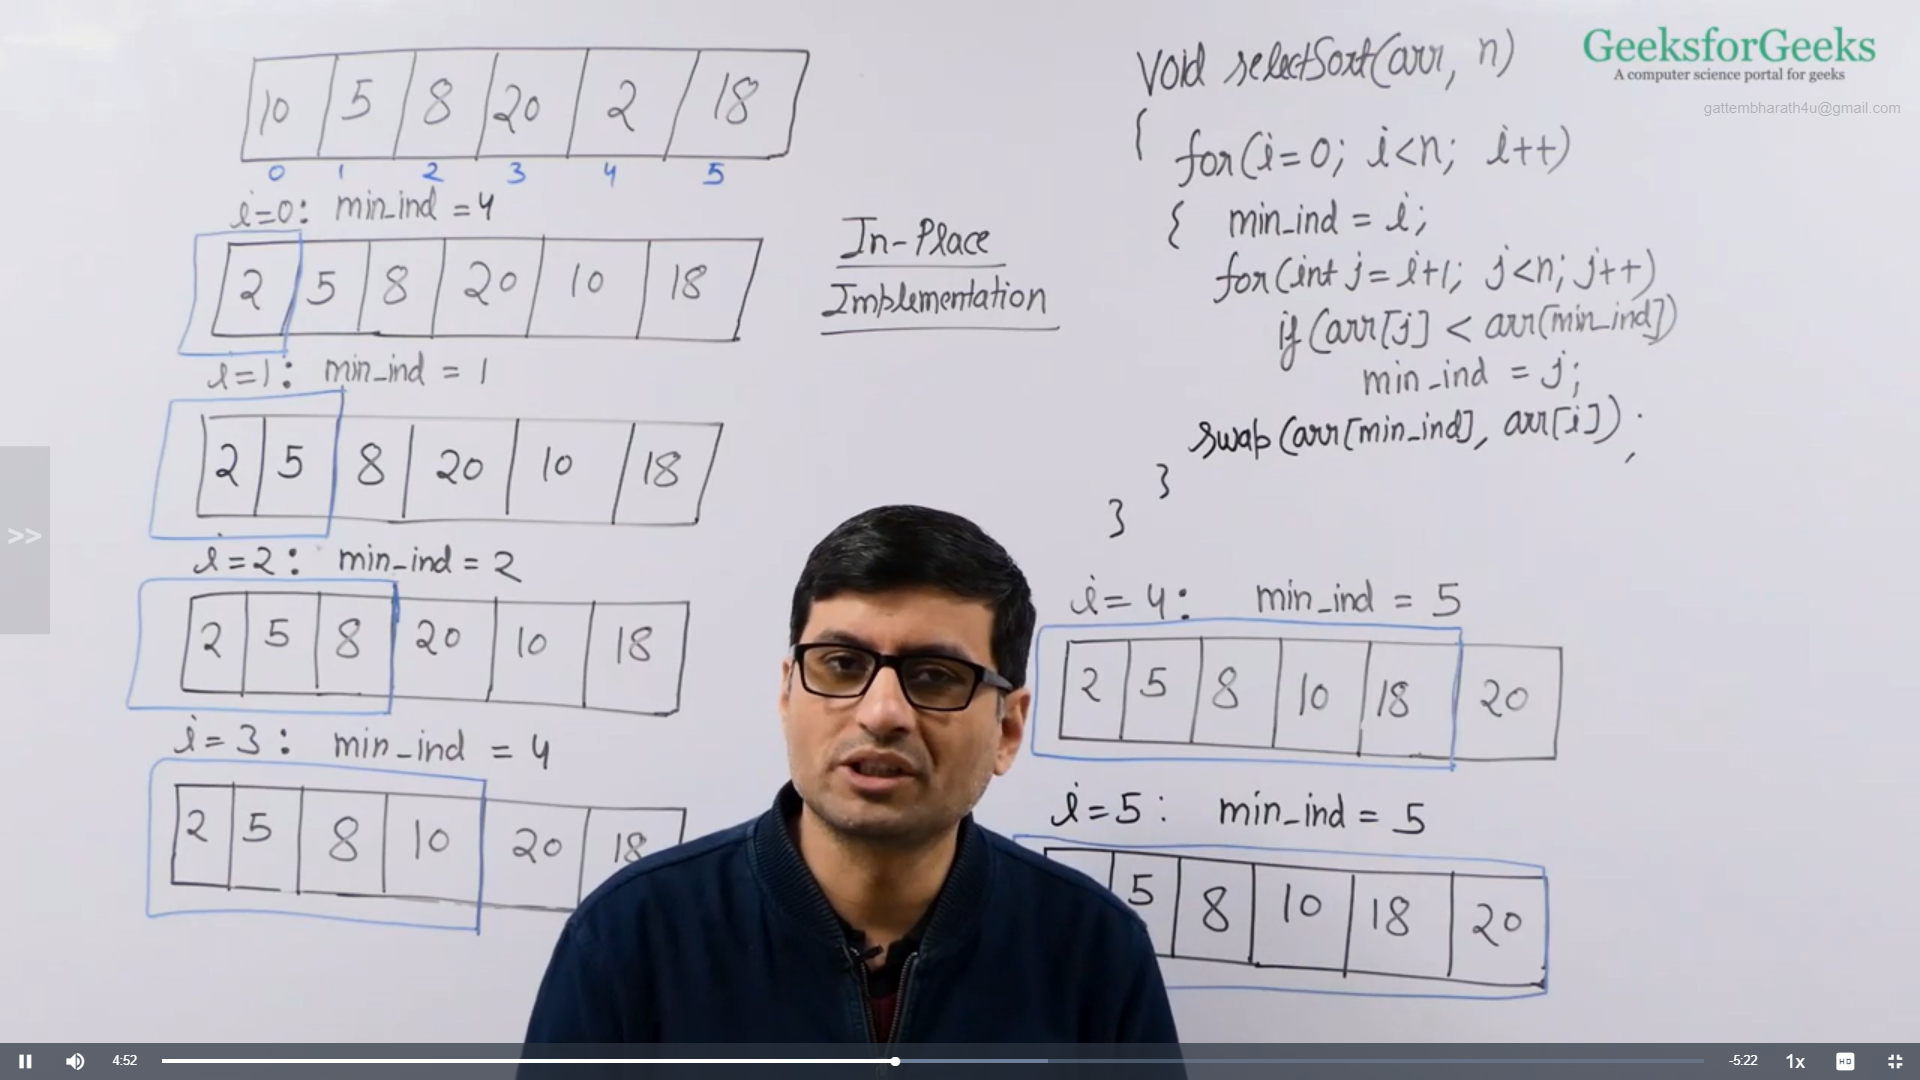 10 5 8 20 2 18
0 1 2 3 4 5
i=0: min_ind = 4
2 5 8 20 10 18
i=1: min_ind = 1
2 5 8 20 10 18
i=2: min_ind = 2
2 5 8 20 10 18
i=3: min_ind = 4
2 5 8 10 20 18
In-Place
Implementation
void selectSort(arr, n)
{ for(i=0; i<n; i++)
{ min_ind = i;
for(int j=i+1; j<n; j++)
if(arr[j] < arr[min_ind])
min_ind = j;
swap(arr[min_ind], arr[i]);
}
}
i=4: min_ind = 5
2 5 8 10 18 20
i=5: min_ind = 5
5 8 10 18 20
GeeksforGeeks
A computer science portal for geeks
gattembharath4u@gmail.com
>>
4:52 -5:22 1x HD